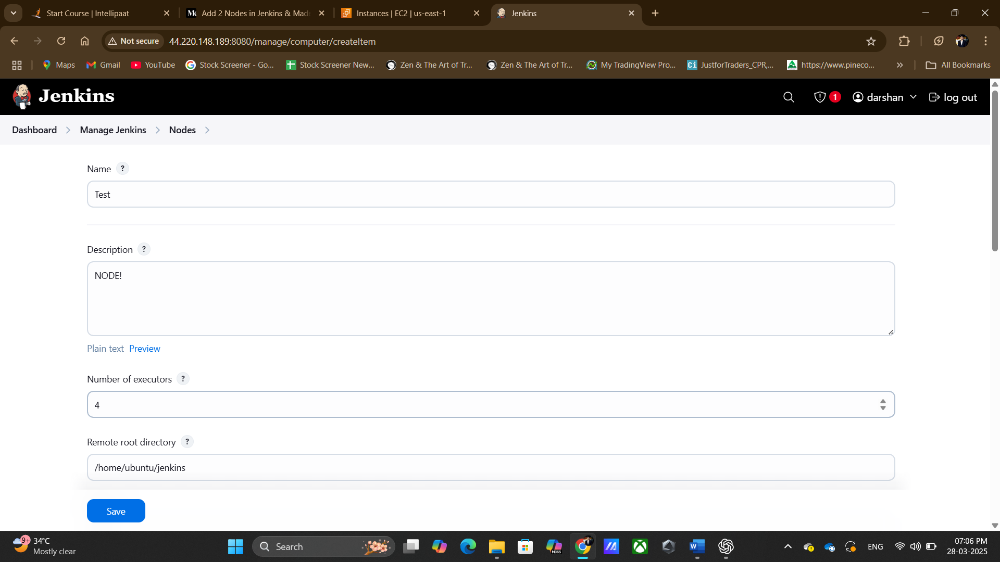 Start Course | Intellipaat
Add 2 Nodes in Jenkins & Made
Instances | EC2 | us-east-1
Jenkins
Not secure
44.220.148.189:8080/manage/computer/createItem
Maps
Gmail
YouTube
Stock Screener - Go...
Stock Screener New...
Zen & The Art of Tr...
Zen & The Art of Tr...
My TradingView Pro...
JustforTraders_CPR,...
https://www.pineco...
All Bookmarks
Jenkins
1
darshan
log out
Dashboard
Manage Jenkins
Nodes
Name ?
Test
Description ?
NODE!
Plain text Preview
Number of executors ?
4
Remote root directory ?
/home/ubuntu/jenkins
Save
9+
34°C
Mostly clear
Search
M365
ENG
07:06 PM
28-03-2025